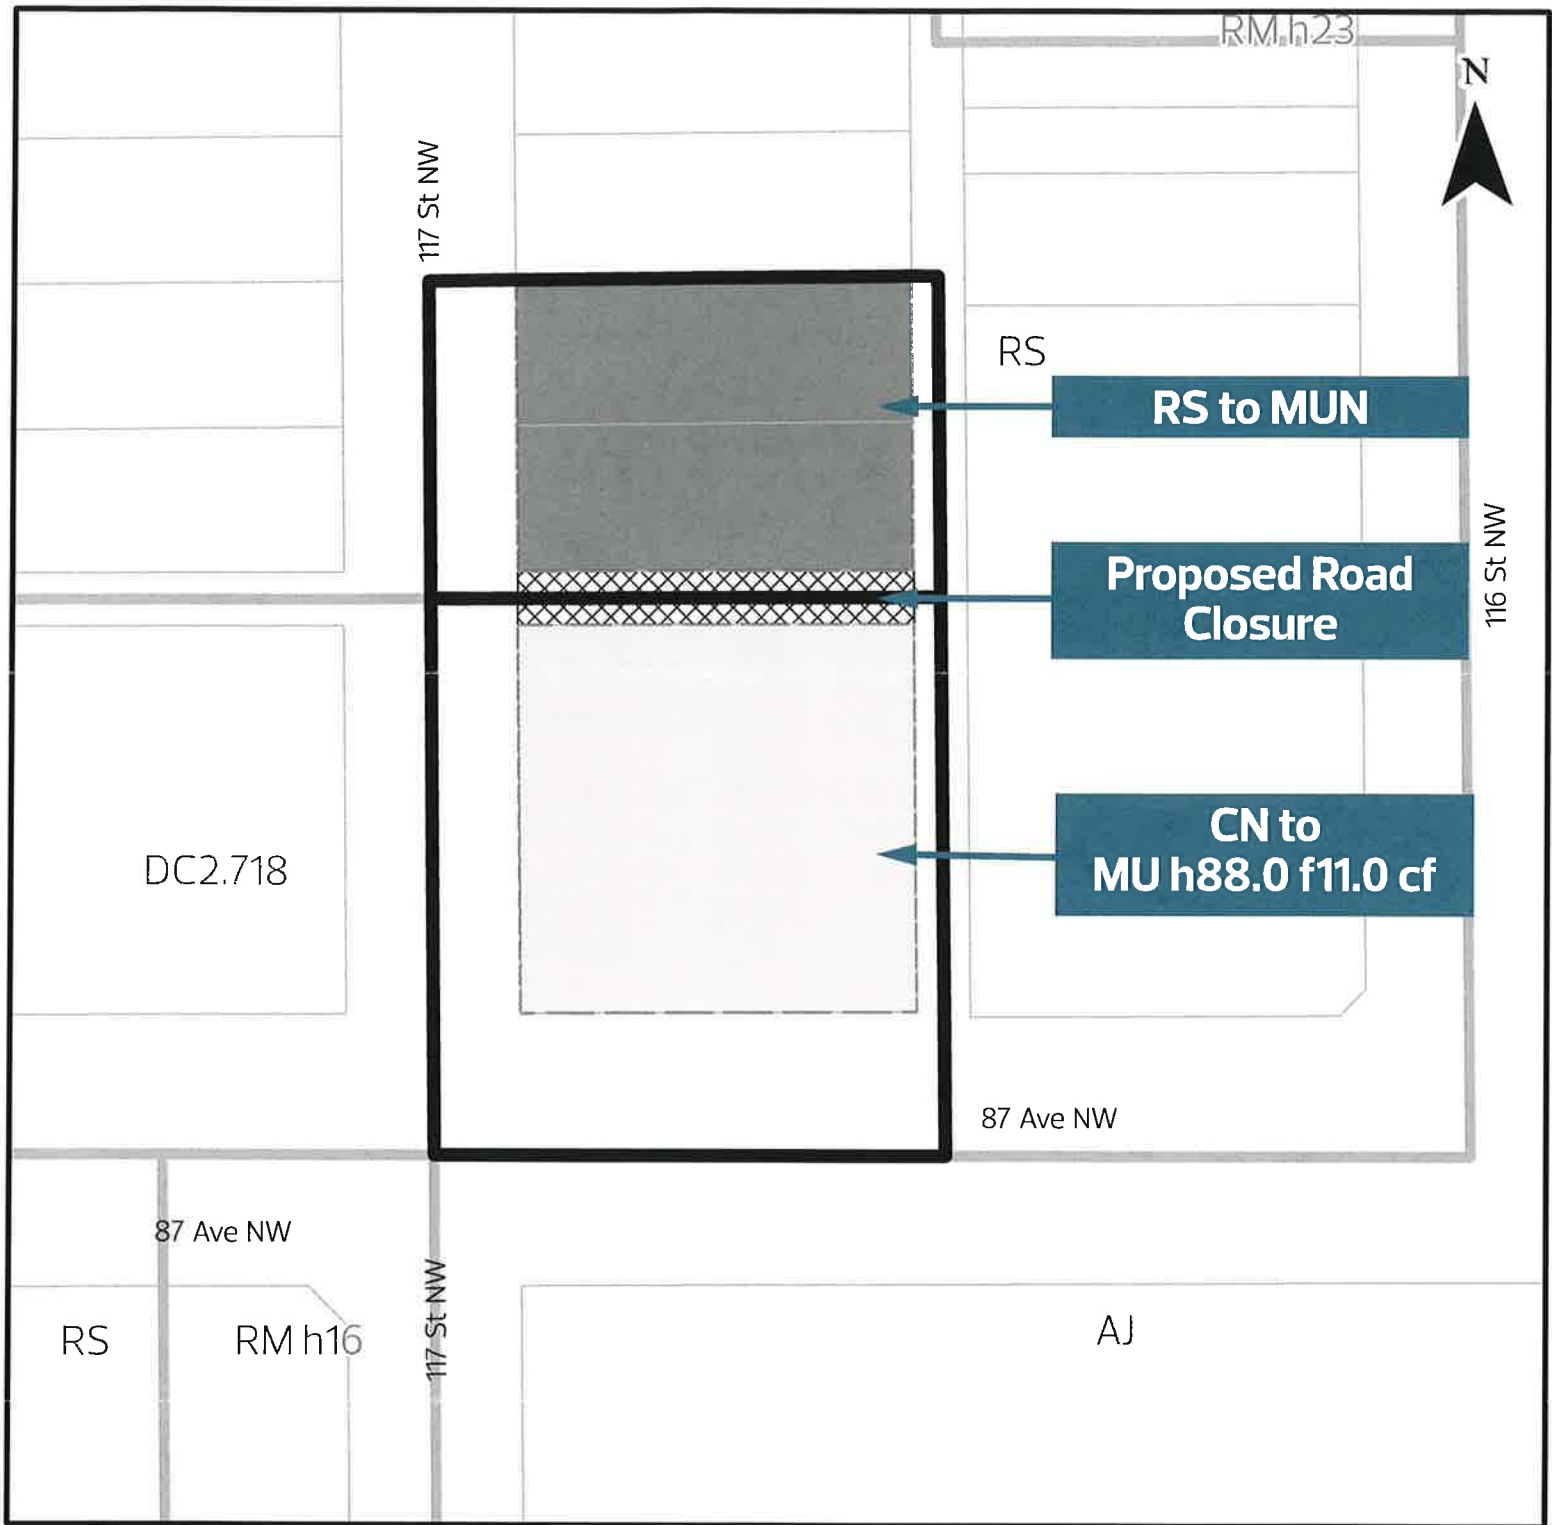 RM h23
N
117 St NW
RS
RS to MUN
Proposed Road
Closure
116 St NW
CN to
MU h88.0 f11.0 cf
DC2.718
87 Ave NW
87 Ave NW
117 St NW
RS
RM h16
AJ